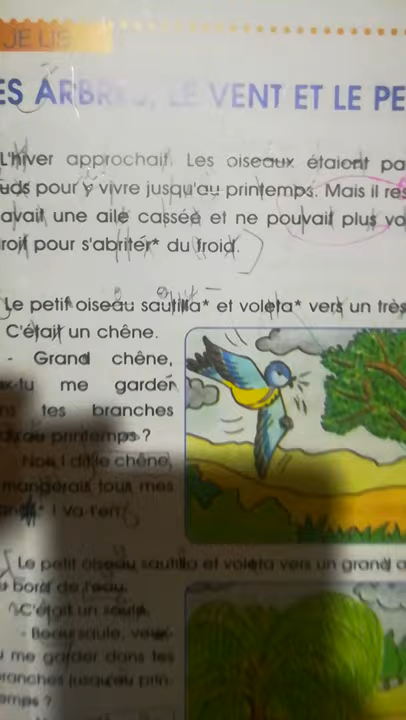 JE LIS
ES ARBRES, LE VENT ET LE PE
L'hiver approchait. Les oiseaux étaient pa
uds pour y vivre jusqu'au printemps. Mais il res
avait une aile cassée et ne pouvait plus vo
roit pour s'abriter* du froid.
Le petit oiseau sautilla* et voleta* vers un très
C'était un chêne.
- Grand chêne,
x-tu me garder
ns tes branches
qu'au printemps ?
- Non ! dit le chêne,
mangerais tous mes
! Va-t'en
Le petit oiseau sautilla et voleta vers un grand a
u bord de l'eau.
C'était un saule.
- Beau saule, veux-
u me garder dans tes
ranches jusqu'au prin-
emps ?